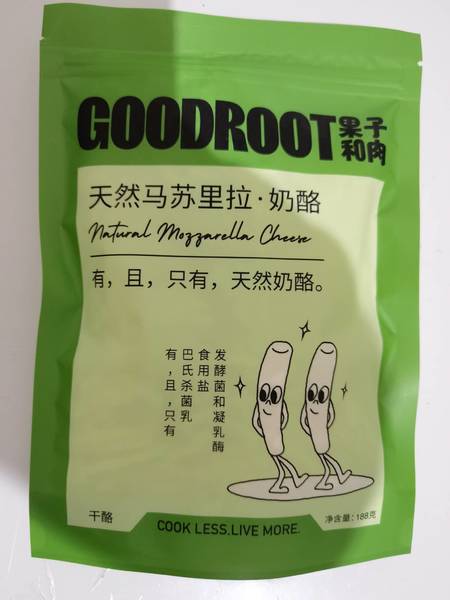 GOODROOT果子和肉
天然马苏里拉·奶酪
Natural Mozzarella Cheese
有，且，只有，天然奶酪。
有，且，只有
巴氏杀菌乳
食用盐
发酵菌和凝乳酶
干酪
COOK LESS.LIVE MORE.
净含量：188克